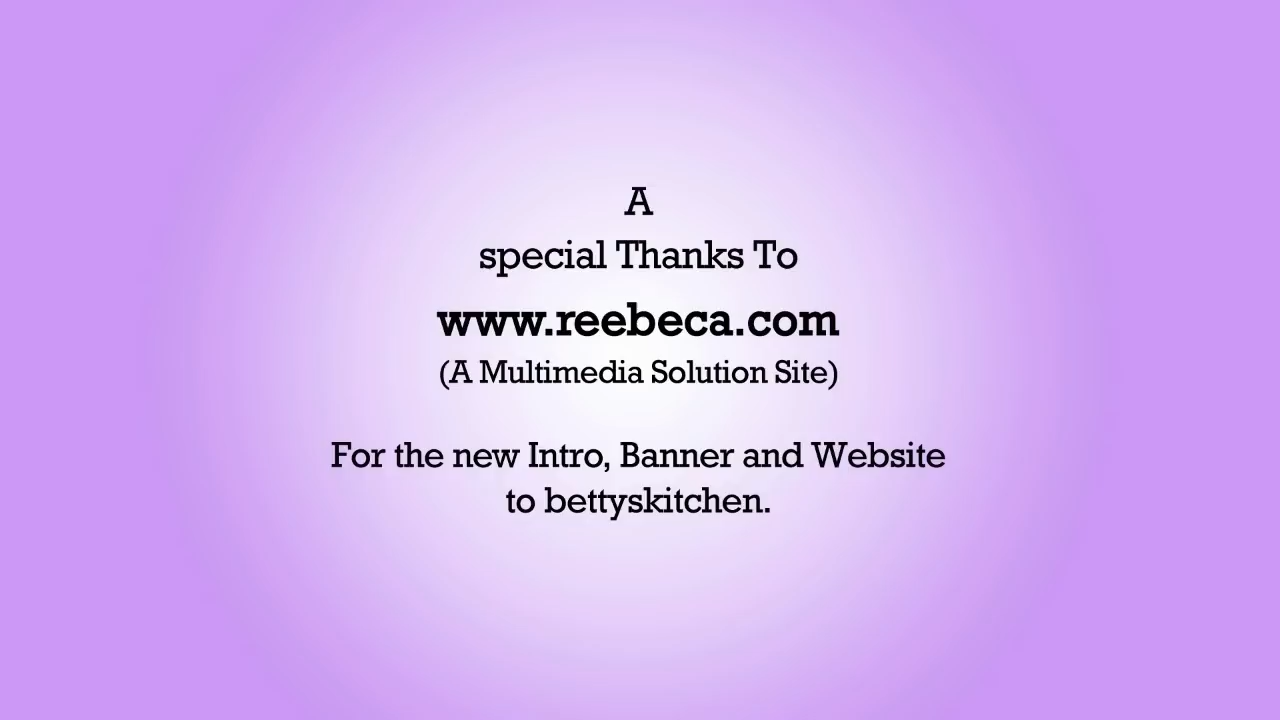 A
special Thanks To
www.reebeca.com
(A Multimedia Solution Site)
For the new Intro, Banner and Website
to bettyskitchen.